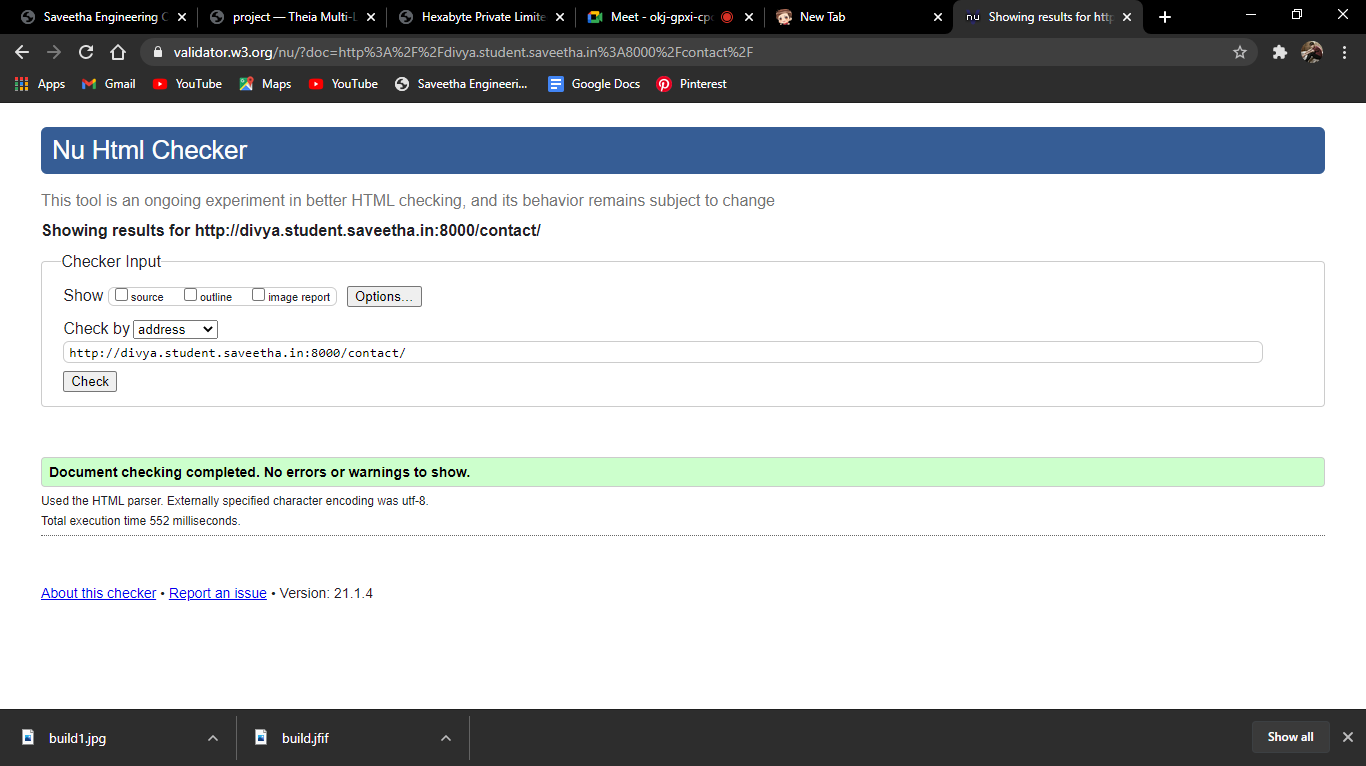 Saveetha Engineering C
project — Theia Multi-L
Hexabyte Private Limite
Meet - okj-gpxi-cpc
New Tab
nu Showing results for http
validator.w3.org/nu/?doc=http%3A%2F%2Fdivya.student.saveetha.in%3A8000%2Fcontact%2F
Apps Gmail YouTube Maps YouTube Saveetha Engineeri... Google Docs Pinterest
Nu Html Checker
This tool is an ongoing experiment in better HTML checking, and its behavior remains subject to change
Showing results for http://divya.student.saveetha.in:8000/contact/
Checker Input
Show source outline image report Options...
Check by address
http://divya.student.saveetha.in:8000/contact/
Check
Document checking completed. No errors or warnings to show.
Used the HTML parser. Externally specified character encoding was utf-8.
Total execution time 552 milliseconds.
About this checker • Report an issue • Version: 21.1.4
build1.jpg build.jfif Show all